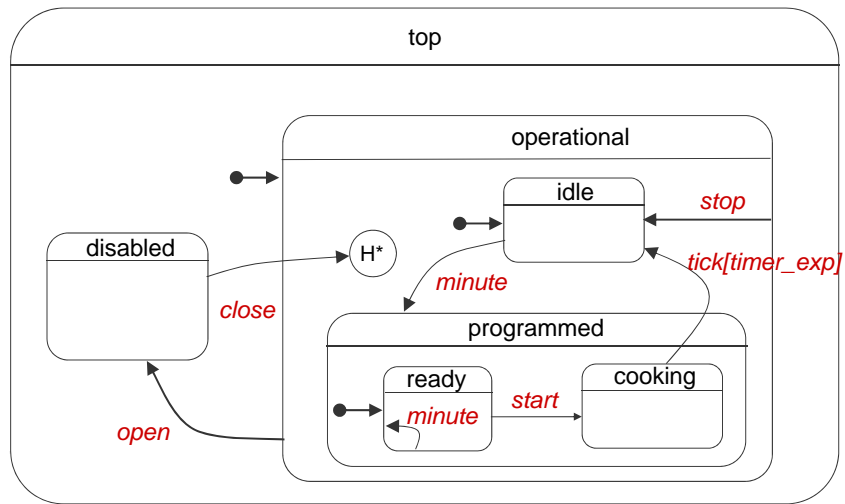 top
operational
idle
stop
disabled
H*
tick[timer_exp]
minute
close
programmed
ready
cooking
minute
start
open